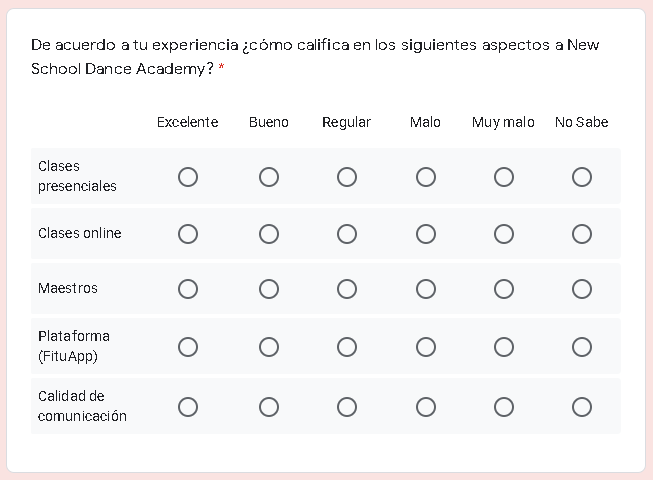 De acuerdo a tu experiencia ¿cómo califica en los siguientes aspectos a New
School Dance Academy? *
Excelente Bueno Regular Malo Muy malo No Sabe
Clases
presenciales
Clases online
Maestros
Plataforma
(FituApp)
Calidad de
comunicación